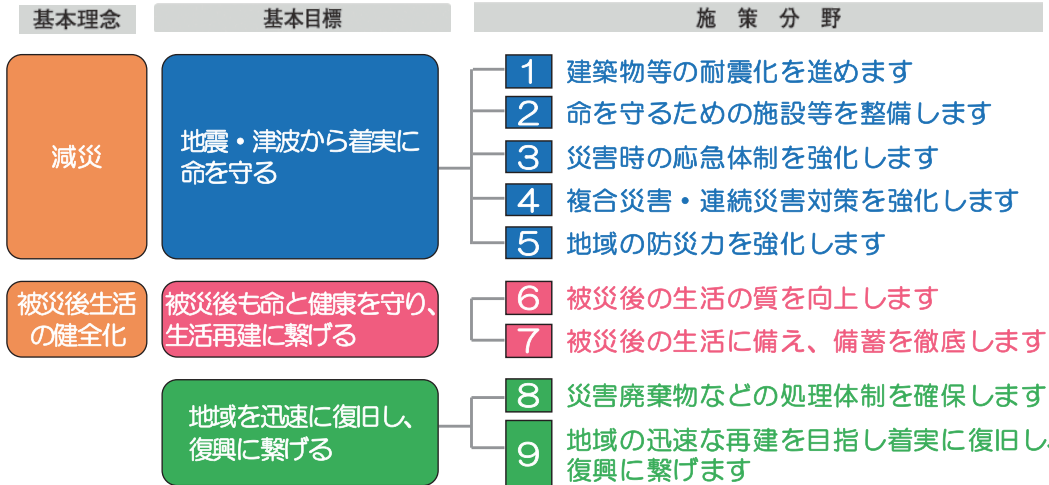 基本理念
基本目標
施策分野
減災
地震・津波から着実に
命を守る
1 建築物等の耐震化を進めます
2 命を守るための施設等を整備します
3 災害時の応急体制を強化します
4 複合災害・連続災害対策を強化します
5 地域の防災力を強化します
被災後生活
の健全化
被災後も命と健康を守り、
生活再建に繋げる
6 被災後の生活の質を向上します
7 被災後の生活に備え、備蓄を徹底します
地域を迅速に復旧し、
復興に繋げる
8 災害廃棄物などの処理体制を確保します
9 地域の迅速な再建を目指し着実に復旧し、
復興に繋げます